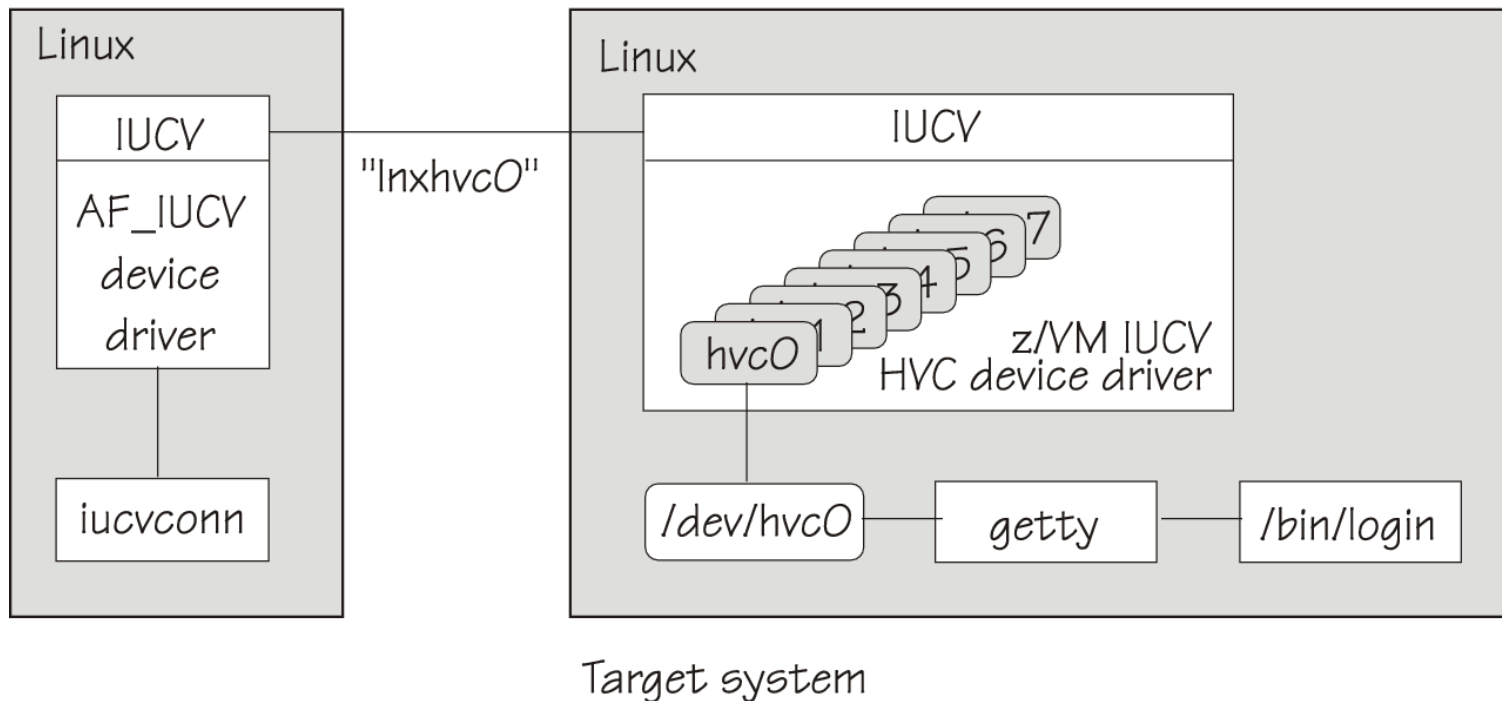 Linux
IUCV
AF_IUCV
device
driver
iucvconn
"lnxhvc0"
Linux
IUCV
7
6
5
4
3
2
1
hvc0
z/VM IUCV
HVC device driver
/dev/hvc0
getty
/bin/login
Target system